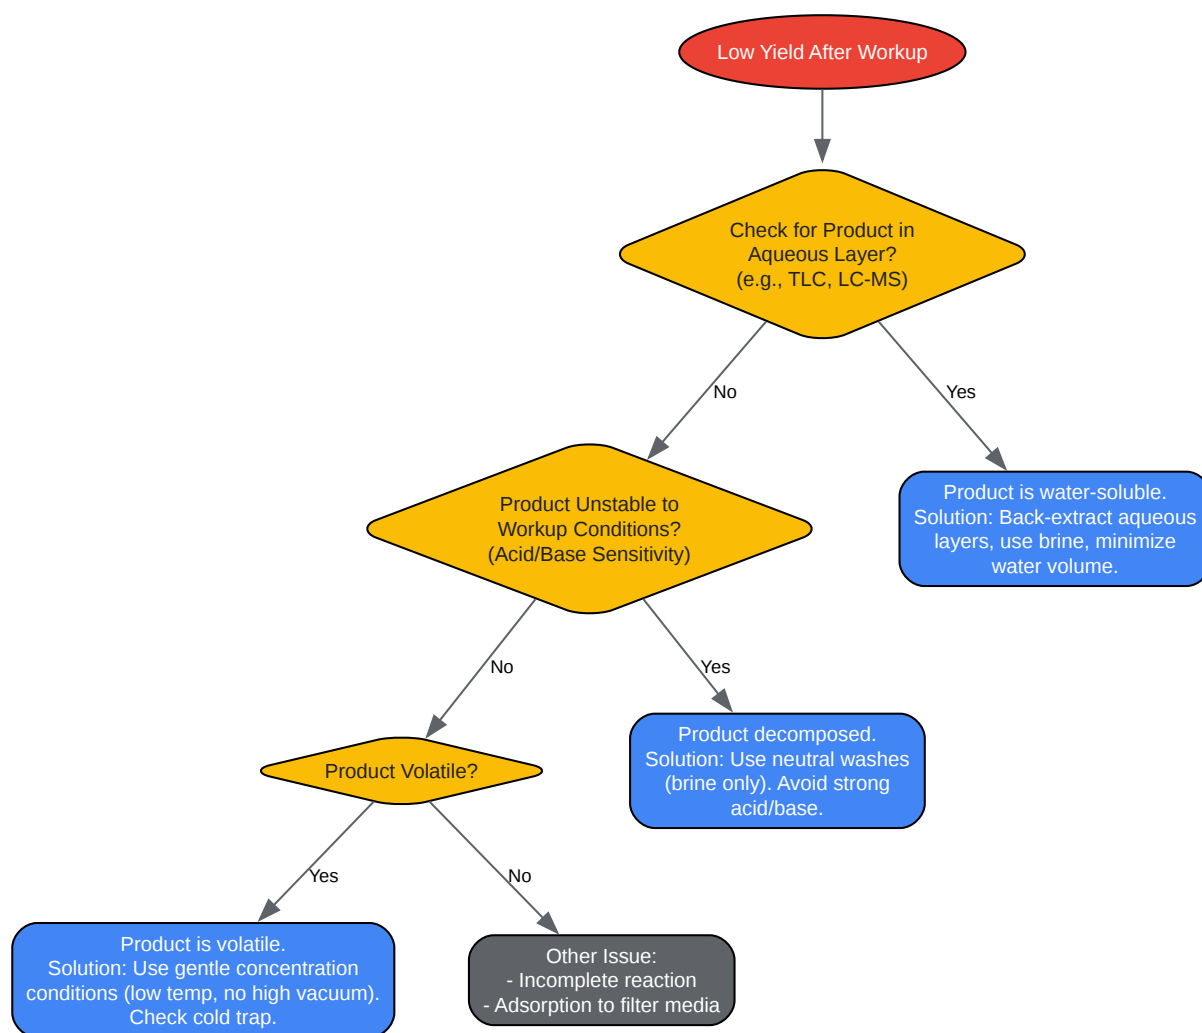 Low Yield After Workup
Check for Product in
Aqueous Layer?
(e.g., TLC, LC-MS)
No
Yes
Product is water-soluble.
Solution: Back-extract aqueous
layers, use brine, minimize
water volume.
Product Unstable to
Workup Conditions?
(Acid/Base Sensitivity)
No
Yes
Product decomposed.
Solution: Use neutral washes
(brine only). Avoid strong
acid/base.
Product Volatile?
Yes
No
Product is volatile.
Solution: Use gentle concentration
conditions (low temp, no high vacuum).
Check cold trap.
Other Issue:
- Incomplete reaction
- Adsorption to filter media